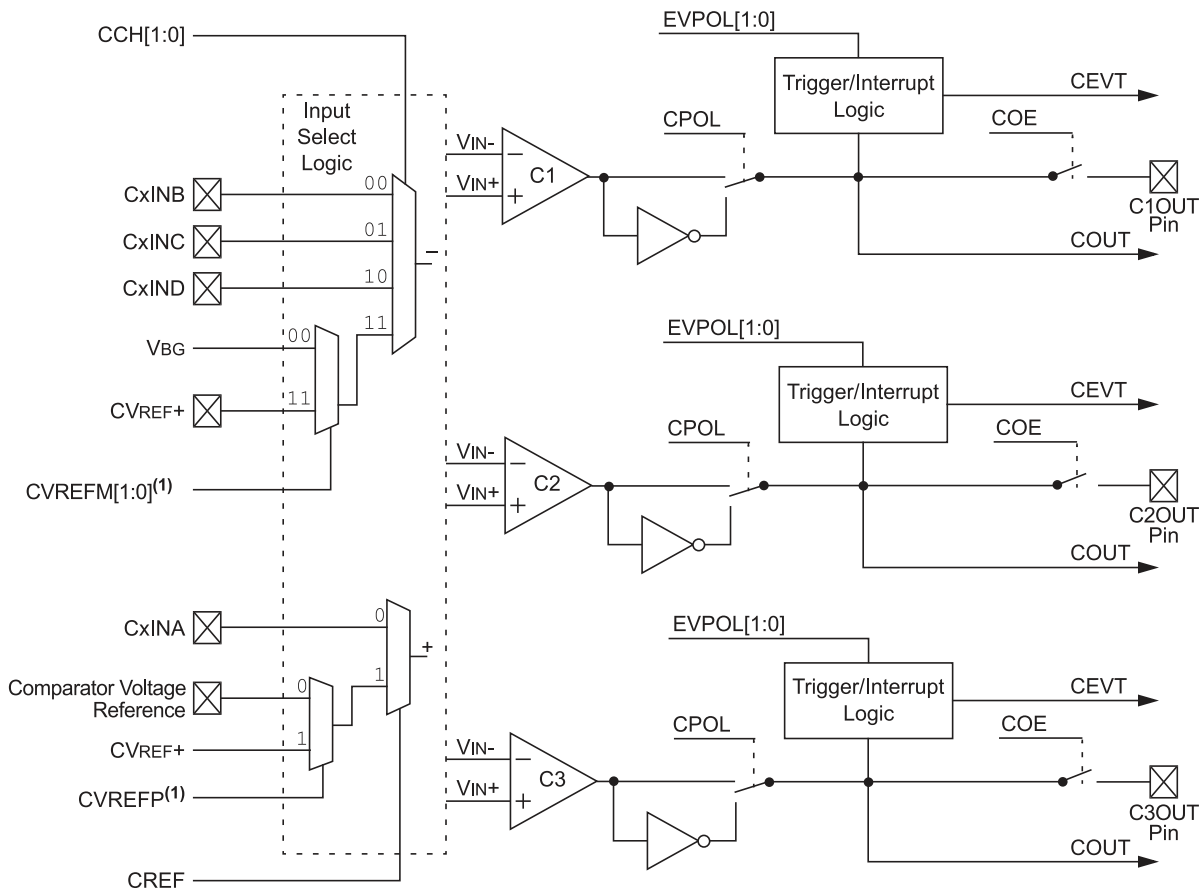 CCH[1:0]
Input
Select
Logic
CxINB
00
CxINC
01
CxIND
10
11
–
VBG
00
CVREF+
11
CVREFM[1:0](1)
CxINA
0
+
Comparator Voltage
Reference
0
1
CVREF+
1
CVREFP(1)
CREF
EVPOL[1:0]
Trigger/Interrupt
Logic
CEVT
CPOL
COE
VIN-
–
C1
VIN+
+
C1OUT
Pin
COUT
EVPOL[1:0]
Trigger/Interrupt
Logic
CEVT
CPOL
COE
VIN-
–
C2
VIN+
+
C2OUT
Pin
COUT
EVPOL[1:0]
Trigger/Interrupt
Logic
CEVT
CPOL
COE
VIN-
–
C3
VIN+
+
C3OUT
Pin
COUT